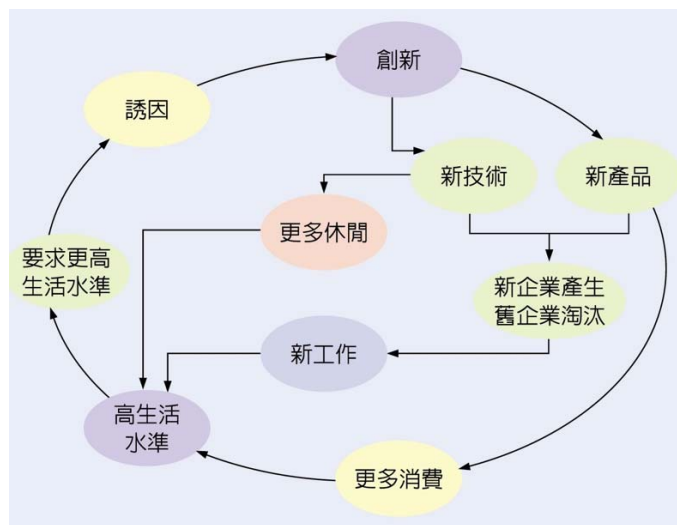 創新
誘因
新技術
新產品
更多休閒
要求更高
生活水準
新企業產生
舊企業淘汰
新工作
高生活
水準
更多消費